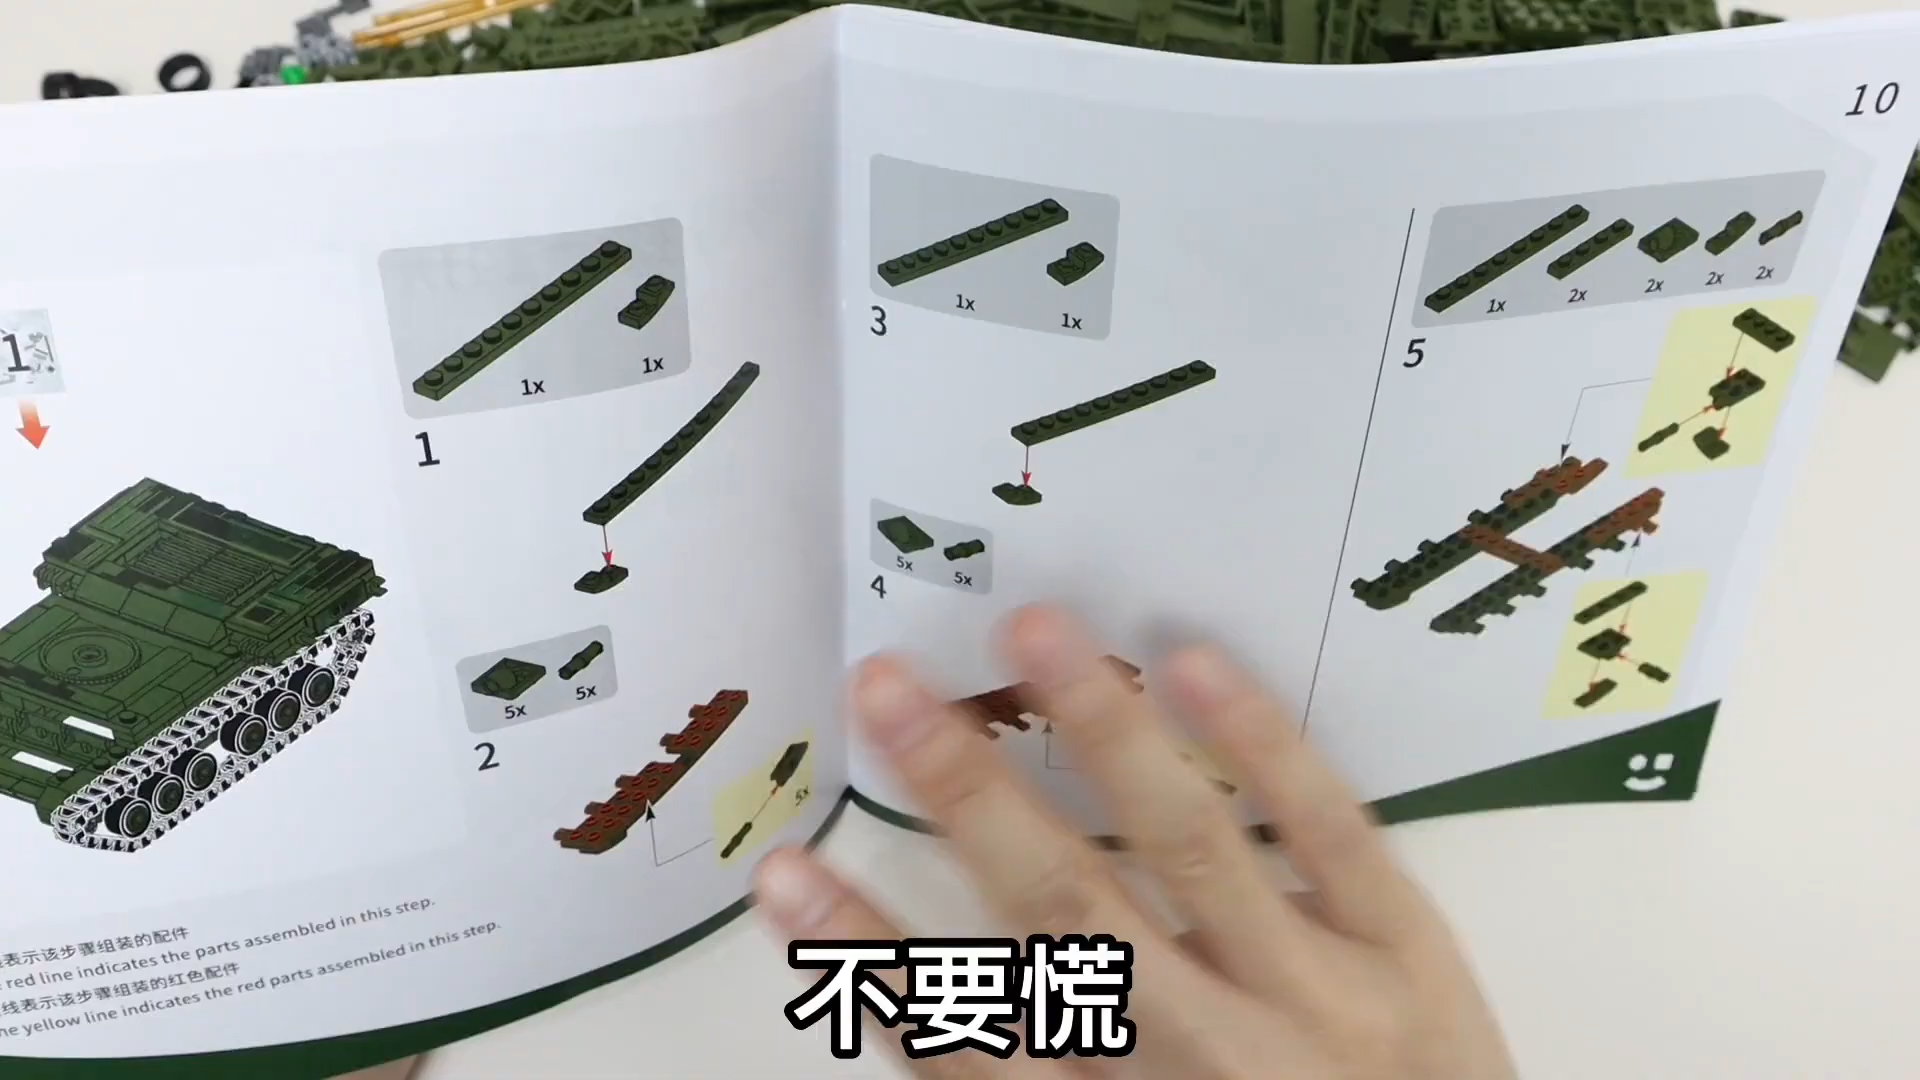 10
1
1x
1x
1
5x
5x
2
5x
1x
1x
3
5x
5x
4
1x
2x
2x
2x
2x
5
表示该步骤组装的配件
red line indicates the parts assembled in this step.
线表示该步骤组装的红色配件
yellow line indicates the red parts assembled in this step.
不要慌